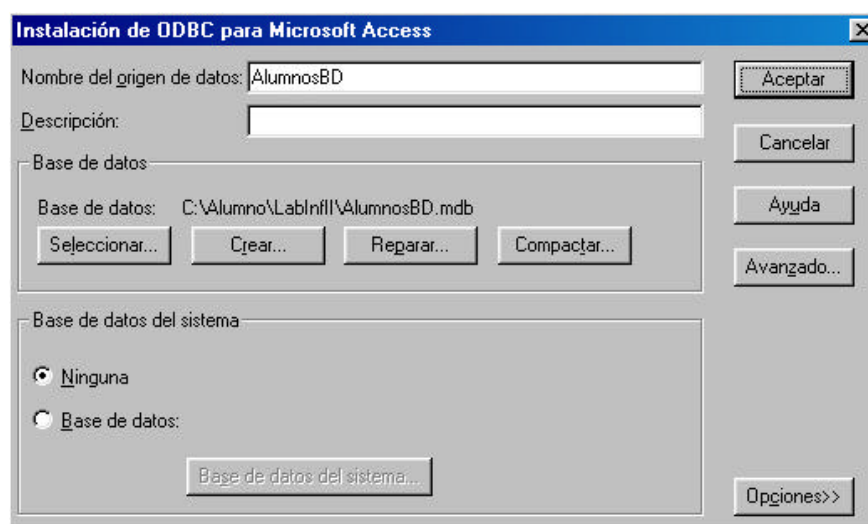 Instalación de ODBC para Microsoft Access
Nombre del origen de datos: AlumnosBD
Aceptar
Descripción:
Cancelar
Base de datos
Base de datos: C:\Alumno\LabInfII\AlumnosBD.mdb
Ayuda
Seleccionar... Crear... Reparar... Compactar...
Avanzado...
Base de datos del sistema
Ninguna
Base de datos:
Base de datos del sistema...
Opciones>>